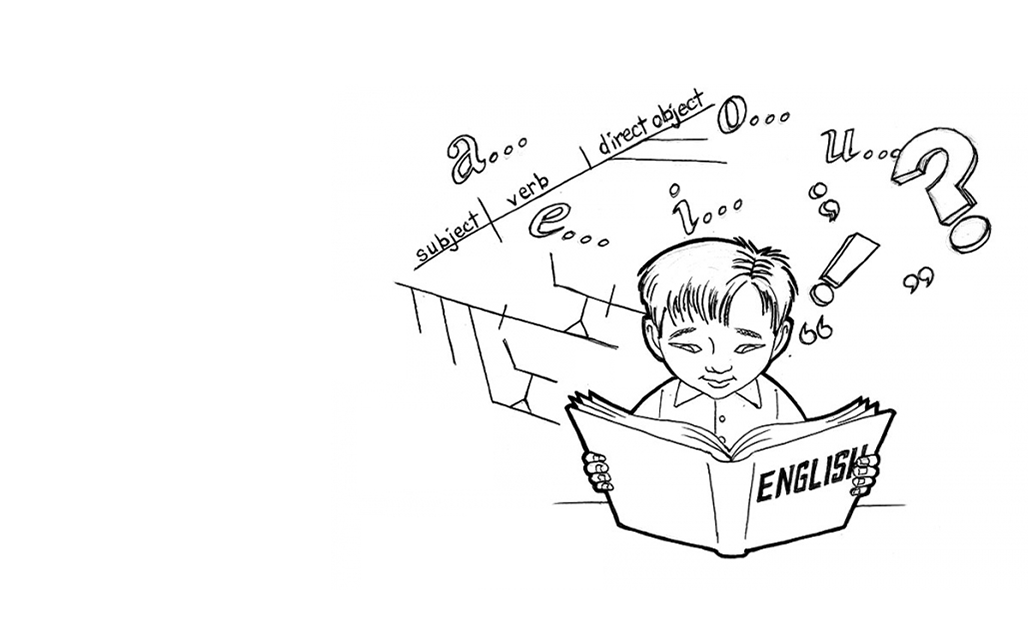 a...
subject verb direct object
o...
u...
?
e...
i...
;
!
”
“
ENGLISH